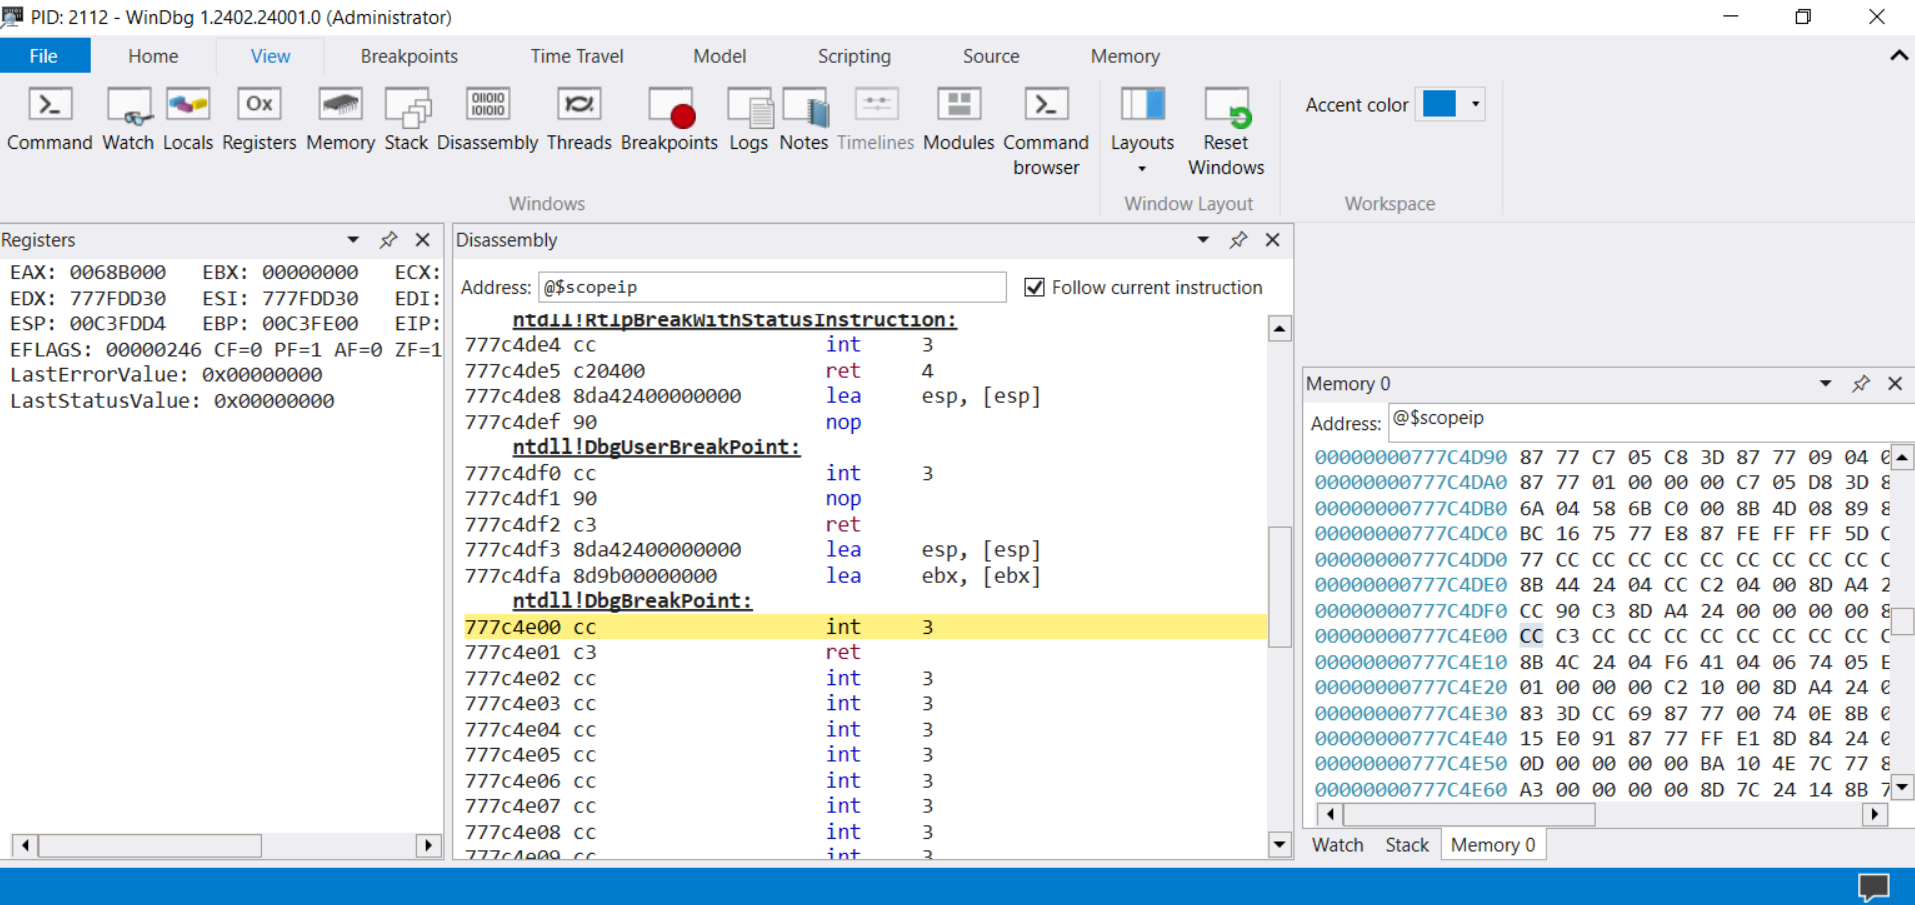 PID: 2112 - WinDbg 1.2402.24001.0 (Administrator)
File Home View Breakpoints Time Travel Model Scripting Source Memory
Command Watch Locals Registers Memory Stack Disassembly Threads Breakpoints Logs Notes Timelines Modules Command browser Layouts Reset Windows Accent color
Windows Window Layout Workspace
Registers
EAX: 0068B000 EBX: 00000000 ECX:
EDX: 777FDD30 ESI: 777FDD30 EDI:
ESP: 00C3FDD4 EBP: 00C3FE00 EIP:
EFLAGS: 00000246 CF=0 PF=1 AF=0 ZF=1
LastErrorValue: 0x00000000
LastStatusValue: 0x00000000
Disassembly
Address: @$scopeip Follow current instruction
ntdll!RtlpBreakWithStatusInstruction:
777c4de4 cc int 3
777c4de5 c20400 ret 4
777c4de8 8da42400000000 lea esp, [esp]
777c4def 90 nop
ntdll!DbgUserBreakPoint:
777c4df0 cc int 3
777c4df1 90 nop
777c4df2 c3 ret
777c4df3 8da42400000000 lea esp, [esp]
777c4dfa 8d9b00000000 lea ebx, [ebx]
ntdll!DbgBreakPoint:
777c4e00 cc int 3
777c4e01 c3 ret
777c4e02 cc int 3
777c4e03 cc int 3
777c4e04 cc int 3
777c4e05 cc int 3
777c4e06 cc int 3
777c4e07 cc int 3
777c4e08 cc int 3
777c4e09 cc int 3
Memory 0
Address: @$scopeip
00000000777C4D90 87 77 C7 05 C8 3D 87 77 09 04
00000000777C4DA0 87 77 01 00 00 00 C7 05 D8 3D
00000000777C4DB0 6A 04 58 6B C0 00 8B 4D 08 89
00000000777C4DC0 BC 16 75 77 E8 87 FE FF FF 5D
00000000777C4DD0 77 CC CC CC CC CC CC CC CC CC
00000000777C4DE0 8B 44 24 04 CC C2 04 00 8D A4
00000000777C4DF0 CC 90 C3 8D A4 24 00 00 00 00
00000000777C4E00 CC C3 CC CC CC CC CC CC CC CC
00000000777C4E10 8B 4C 24 04 F6 41 04 06 74 05
00000000777C4E20 01 00 00 00 C2 10 00 8D A4 24
00000000777C4E30 83 3D CC 69 87 77 00 74 0E 8B
00000000777C4E40 15 E0 91 87 77 FF E1 8D 84 24
00000000777C4E50 0D 00 00 00 00 BA 10 4E 7C 77
00000000777C4E60 A3 00 00 00 00 8D 7C 24 14 8B
Watch Stack Memory 0